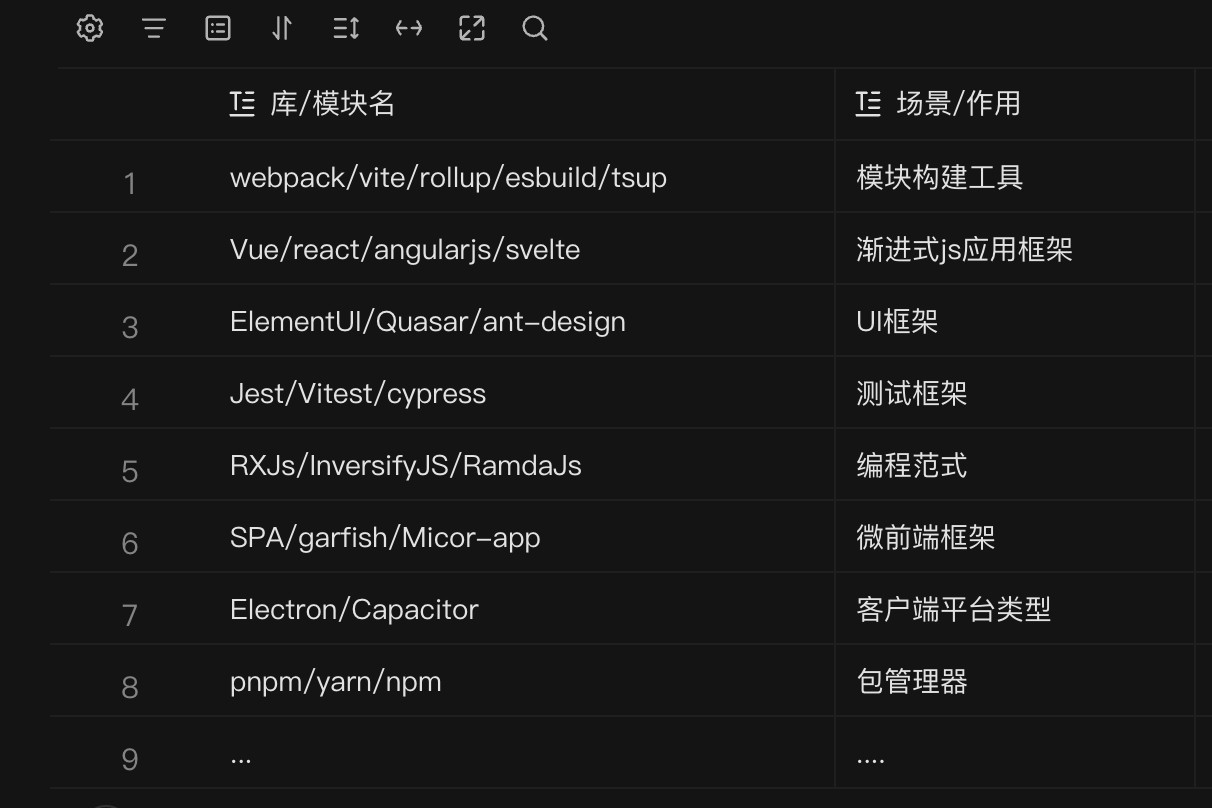 库/模块名 场景/作用
1 webpack/vite/rollup/esbuild/tsup 模块构建工具
2 Vue/react/angularjs/svelte 渐进式js应用框架
3 ElementUI/Quasar/ant-design UI框架
4 Jest/Vitest/cypress 测试框架
5 RXJs/InversifyJS/RamdaJs 编程范式
6 SPA/garfish/Micor-app 微前端框架
7 Electron/Capacitor 客户端平台类型
8 pnpm/yarn/npm 包管理器
9 ... ....